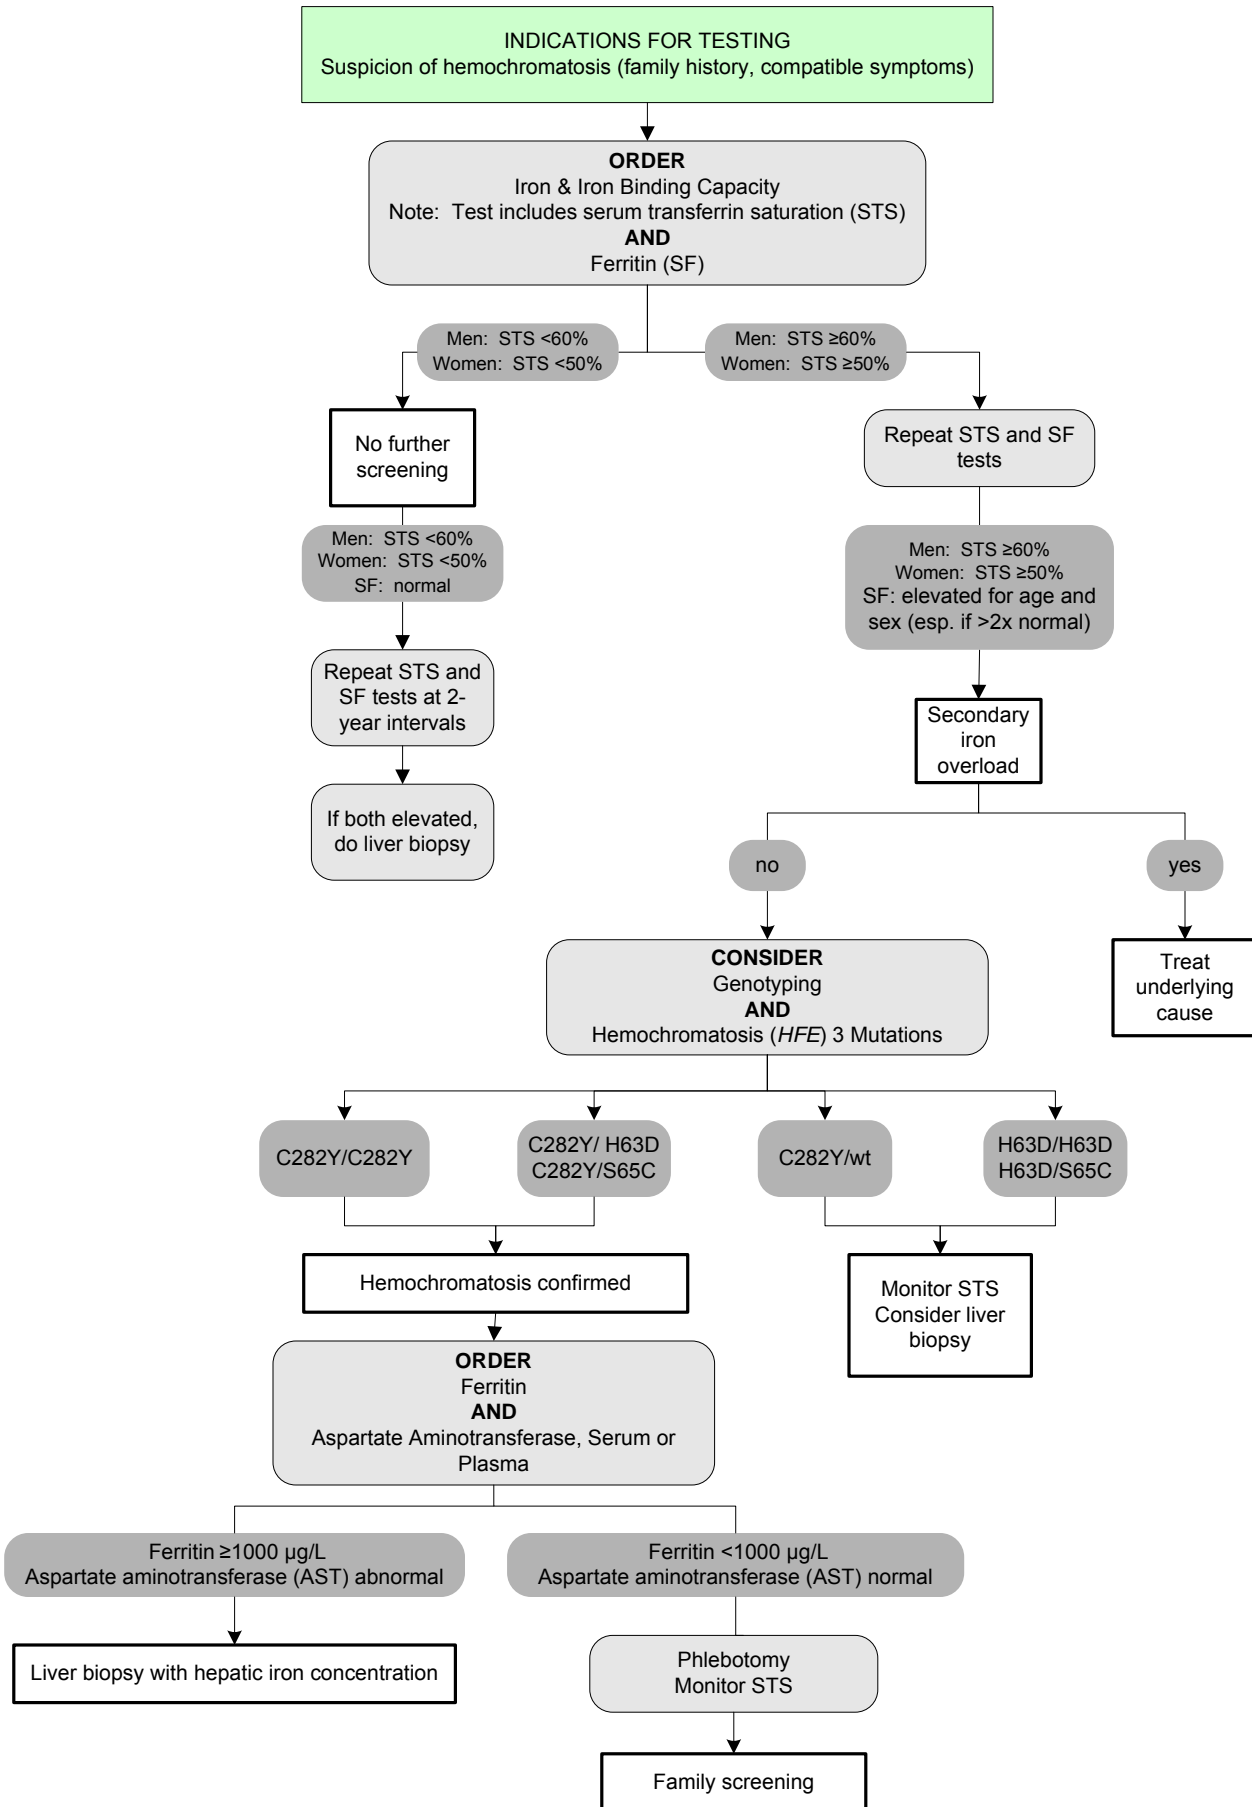 INDICATIONS FOR TESTING
Suspicion of hemochromatosis (family history, compatible symptoms)
ORDER
Iron & Iron Binding Capacity
Note:  Test includes serum transferrin saturation (STS)
AND
Ferritin (SF)
Men:  STS <60%
Women:  STS <50%
Men:  STS ≥60%
Women:  STS ≥50%
No further
screening
Repeat STS and SF
tests
Men:  STS <60%
Women:  STS <50%
SF:  normal
Men:  STS ≥60%
Women:  STS ≥50%
SF: elevated for age and
sex (esp. if >2x normal)
Repeat STS and
SF tests at 2-
year intervals
Secondary
iron
overload
If both elevated,
do liver biopsy
no
yes
CONSIDER
Genotyping
AND
Hemochromatosis (HFE) 3 Mutations
Treat
underlying
cause
C282Y/C282Y
C282Y/ H63D
C282Y/S65C
C282Y/wt
H63D/H63D
H63D/S65C
Hemochromatosis confirmed
Monitor STS
Consider liver
biopsy
ORDER
Ferritin
AND
Aspartate Aminotransferase, Serum or
Plasma
Ferritin ≥1000 µg/L
Aspartate aminotransferase (AST) abnormal
Ferritin <1000 µg/L
Aspartate aminotransferase (AST) normal
Liver biopsy with hepatic iron concentration
Phlebotomy
Monitor STS
Family screening